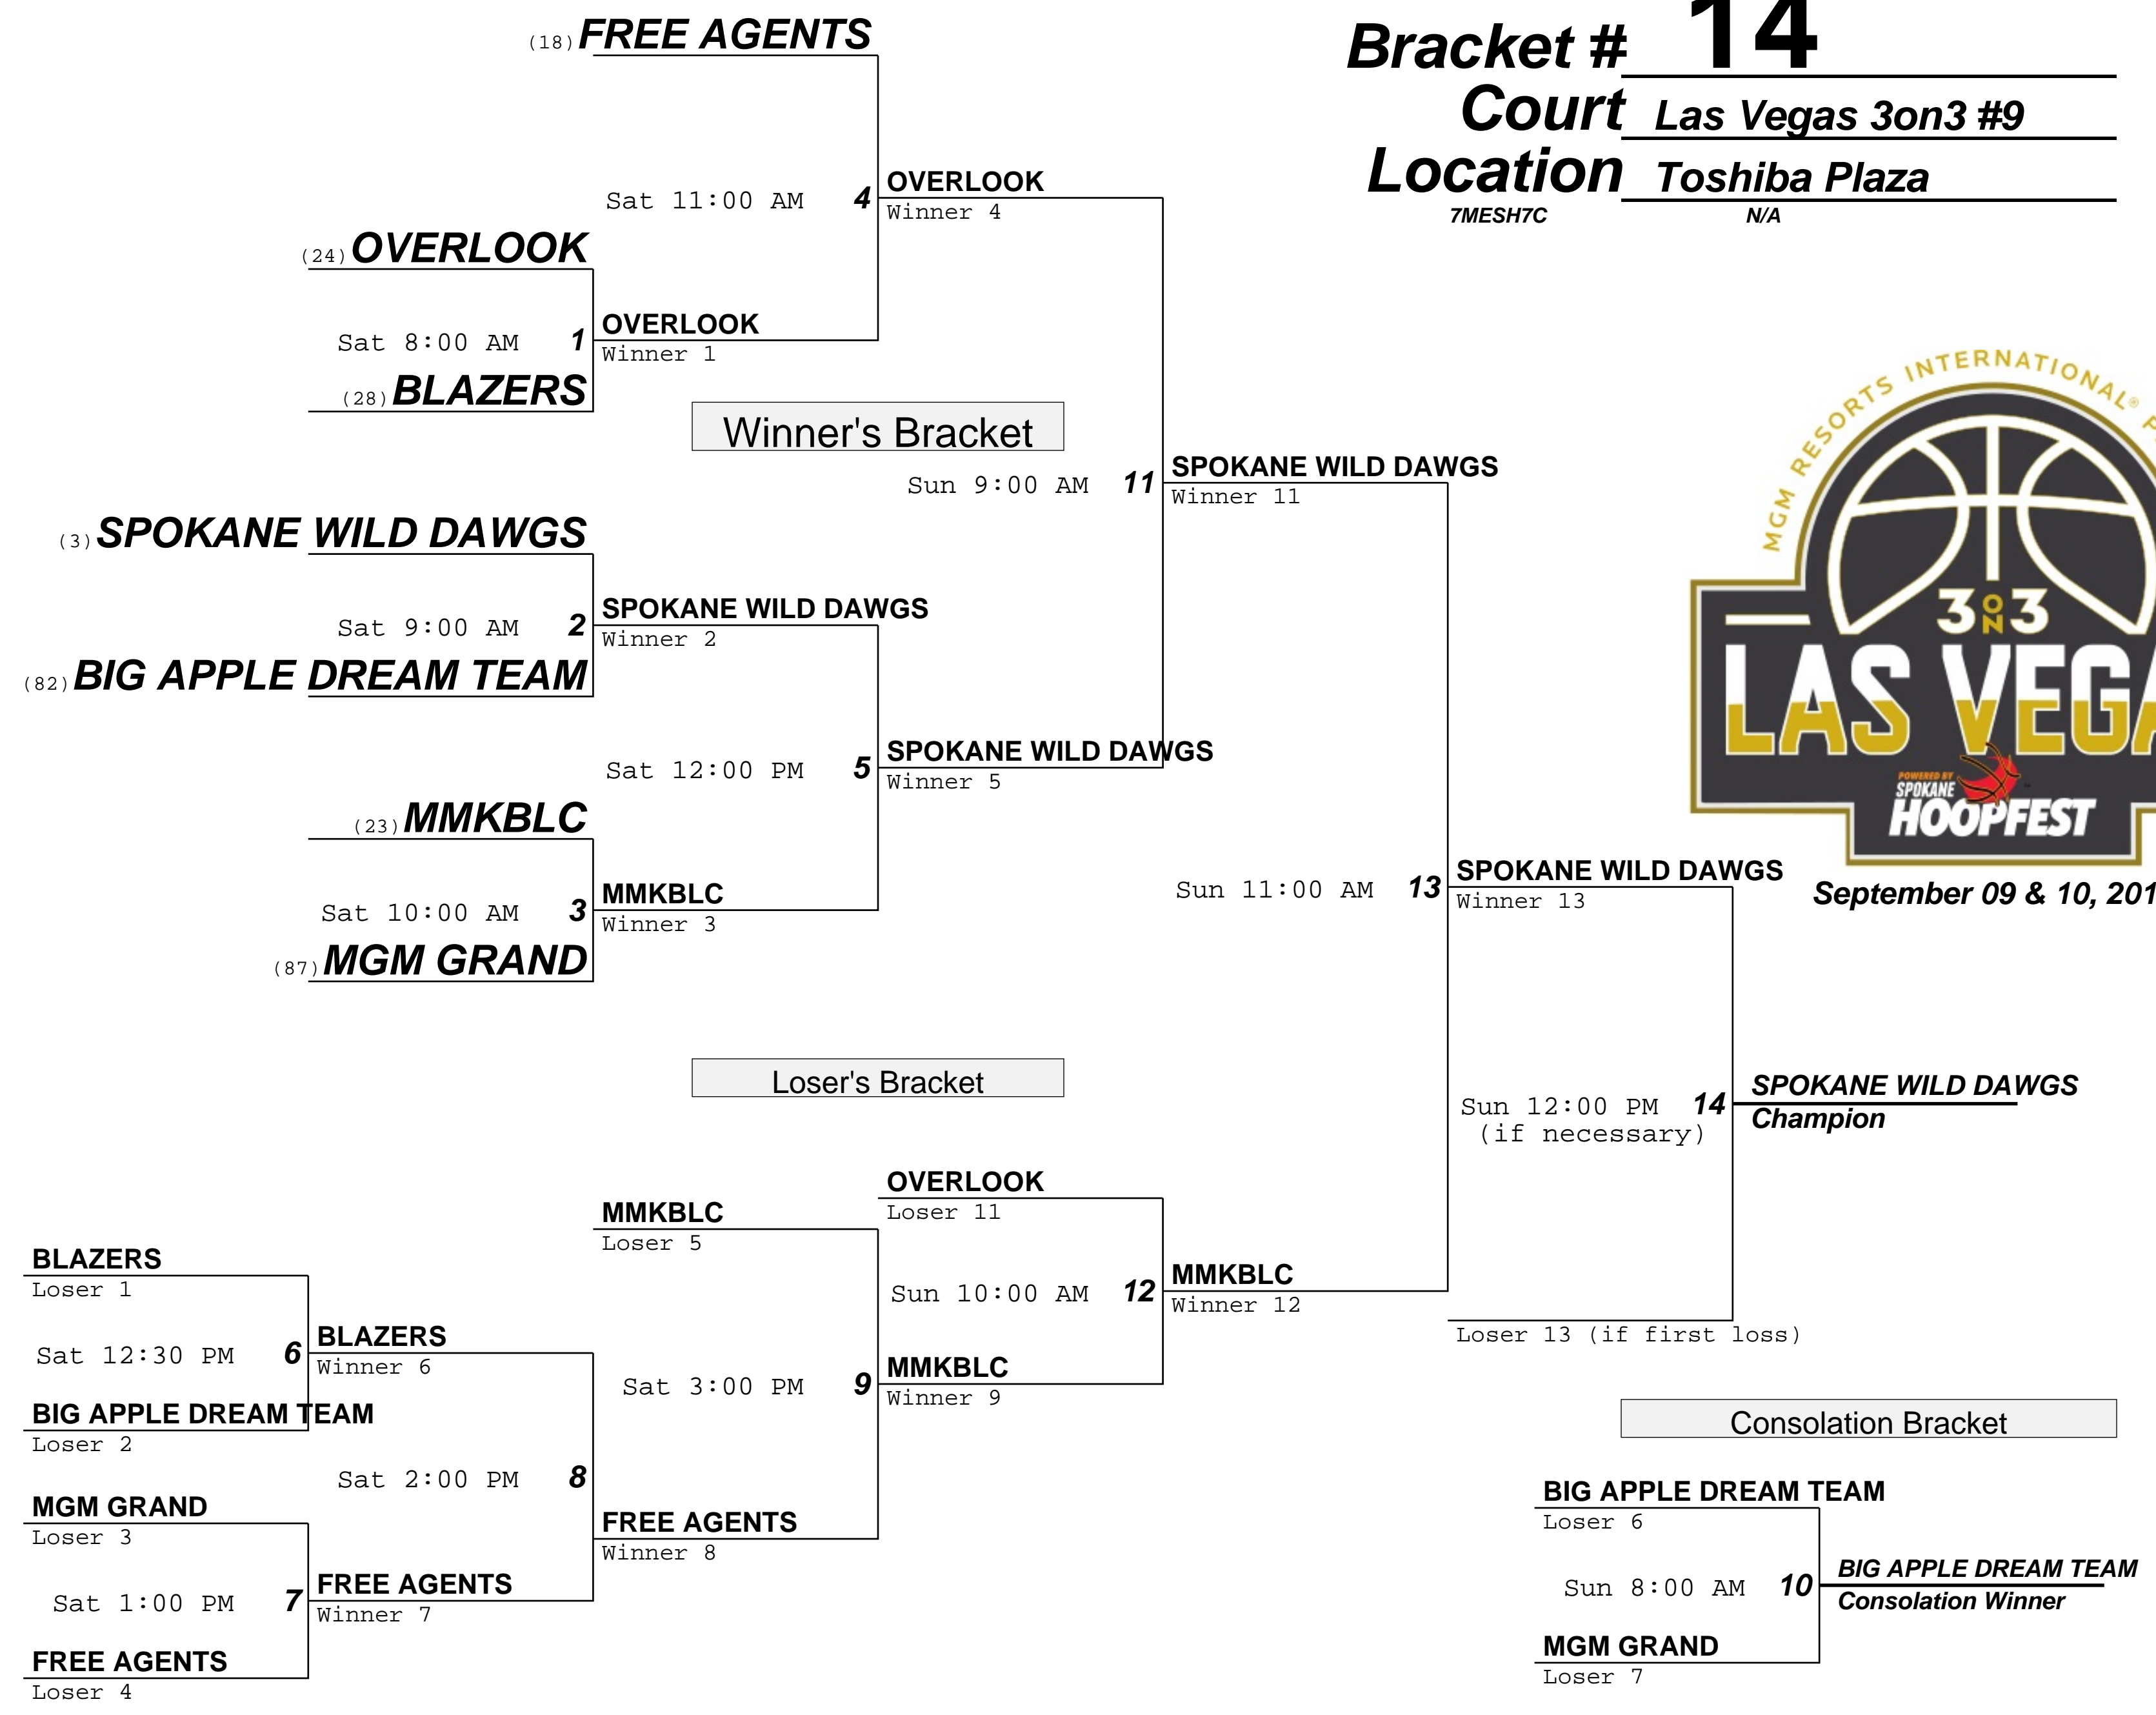 (18) FREE AGENTS
Bracket # 14
Court Las Vegas 3on3 #9
Location Toshiba Plaza
7MESH7C N/A
Sat 11:00 AM 4
OVERLOOK
Winner 4
(24) OVERLOOK
Sat 8:00 AM 1
OVERLOOK
Winner 1
(28) BLAZERS
Winner's Bracket
Sun 9:00 AM 11
SPOKANE WILD DAWGS
Winner 11
(3) SPOKANE WILD DAWGS
Sat 9:00 AM 2
SPOKANE WILD DAWGS
Winner 2
(82) BIG APPLE DREAM TEAM
Sat 12:00 PM 5
SPOKANE WILD DAWGS
Winner 5
(23) MMKBLC
Sat 10:00 AM 3
MMKBLC
Winner 3
(87) MGM GRAND
MGM RESORTS INTERNATIONAL®
3 ON 3
LAS VEGA
POWERED BY
SPOKANE
HOOPFEST
September 09 & 10, 201
Sun 11:00 AM 13
SPOKANE WILD DAWGS
Winner 13
Loser's Bracket
Sun 12:00 PM 14
(if necessary)
SPOKANE WILD DAWGS
Champion
OVERLOOK
Loser 11
MMKBLC
Loser 5
BLAZERS
Loser 1
Sun 10:00 AM 12
MMKBLC
Winner 12
Loser 13 (if first loss)
Sat 12:30 PM 6
BLAZERS
Winner 6
Sat 3:00 PM 9
MMKBLC
Winner 9
BIG APPLE DREAM TEAM
Loser 2
Sat 2:00 PM 8
MGM GRAND
Loser 3
FREE AGENTS
Winner 8
Sat 1:00 PM 7
FREE AGENTS
Winner 7
FREE AGENTS
Loser 4
Consolation Bracket
BIG APPLE DREAM TEAM
Loser 6
Sun 8:00 AM 10
BIG APPLE DREAM TEAM
Consolation Winner
MGM GRAND
Loser 7